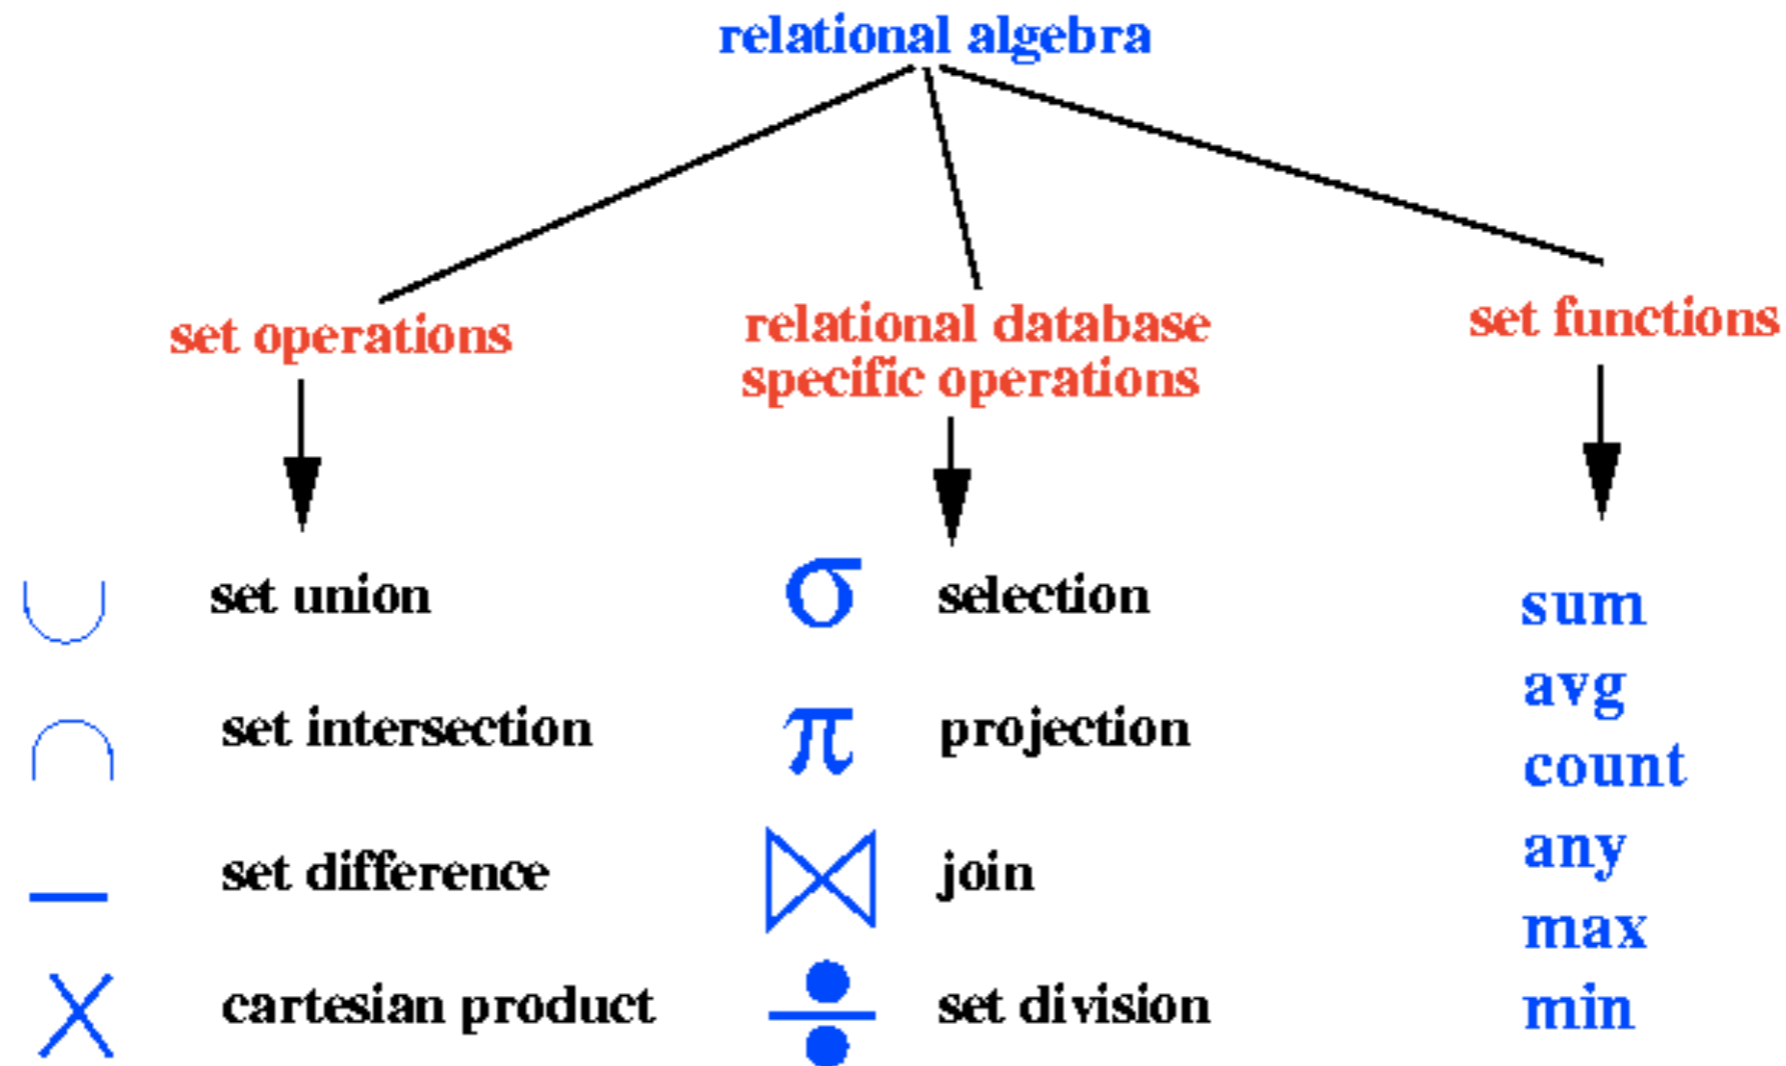 relational algebra
set operations
relational database
specific operations
set functions
∪ set union
∩ set intersection
− set difference
× cartesian product
σ selection
π projection
⋈ join
÷ set division
sum
avg
count
any
max
min